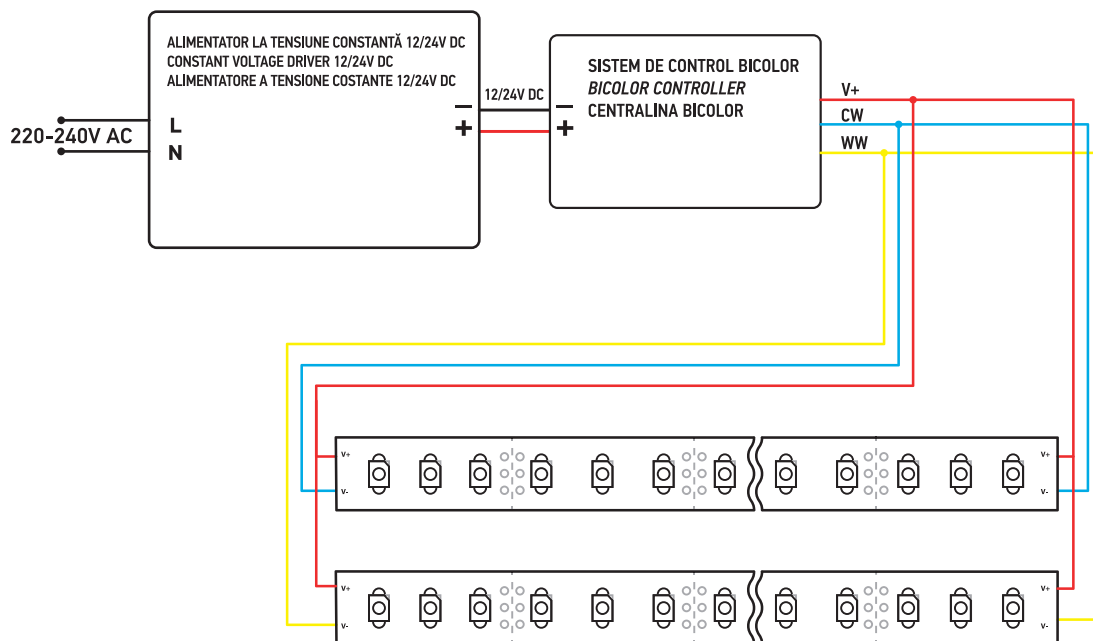 ALIMENTATOR LA TENSIUNE CONSTANTĂ 12/24V DC
CONSTANT VOLTAGE DRIVER 12/24V DC
ALIMENTATORE A TENSIONE COSTANTE 12/24V DC
220-240V AC
L
N
−
+
12/24V DC
−
+
SISTEM DE CONTROL BICOLOR
BICOLOR CONTROLLER
CENTRALINA BICOLOR
V+
CW
WW
V+
V-
V+
V-
V+
V-
V+
V-